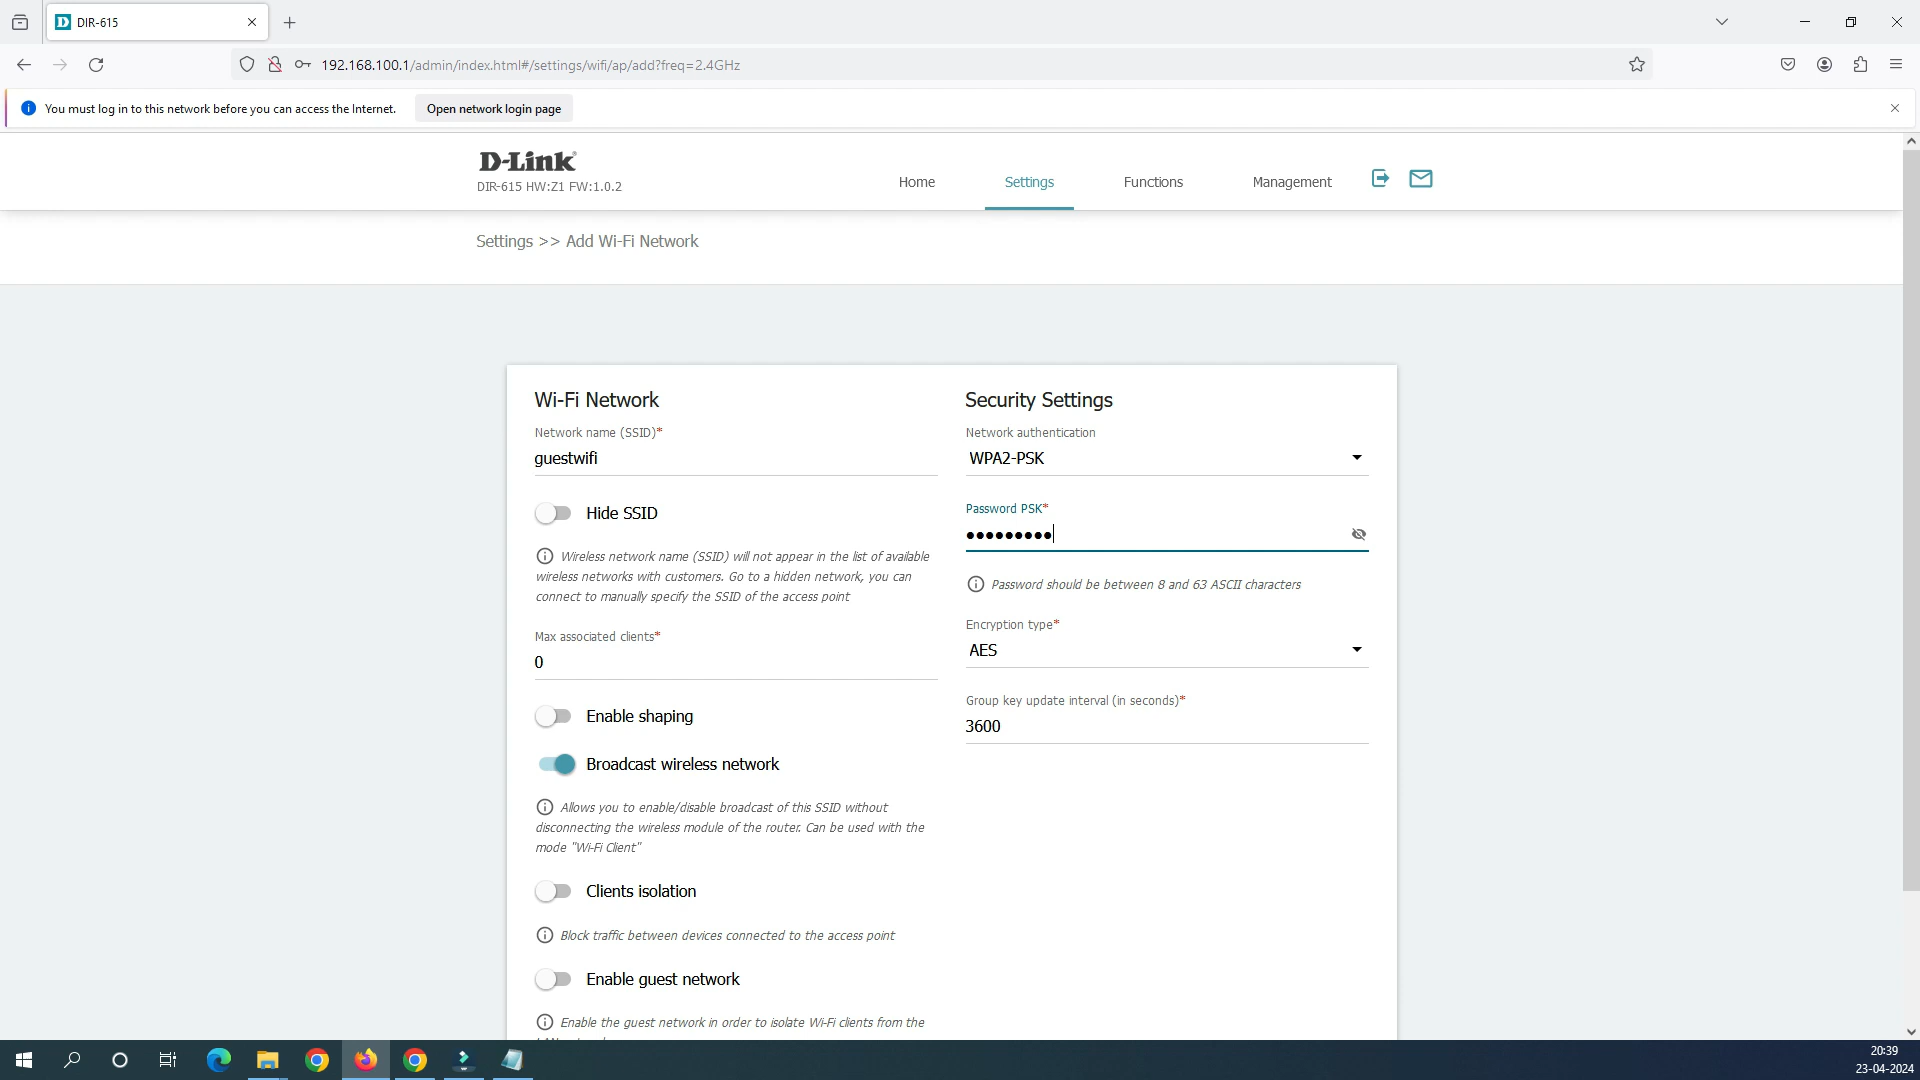 DIR-615
192.168.100.1/admin/index.html#/settings/wifi/ap/add?freq=2.4GHz
You must log in to this network before you can access the Internet.
Open network login page
D-Link
DIR-615 HW:Z1 FW:1.0.2
Home
Settings
Functions
Management
Settings >> Add Wi-Fi Network
Wi-Fi Network
Network name (SSID)*
guestwifi
Hide SSID
Wireless network name (SSID) will not appear in the list of available
wireless networks with customers. Go to a hidden network, you can
connect to manually specify the SSID of the access point
Max associated clients*
0
Enable shaping
Broadcast wireless network
Allows you to enable/disable broadcast of this SSID without
disconnecting the wireless module of the router. Can be used with the
mode "Wi-Fi Client"
Clients isolation
Block traffic between devices connected to the access point
Enable guest network
Enable the guest network in order to isolate Wi-Fi clients from the
Security Settings
Network authentication
WPA2-PSK
Password PSK*
•••••••••
Password should be between 8 and 63 ASCII characters
Encryption type*
AES
Group key update interval (in seconds)*
3600
20:39
23-04-2024